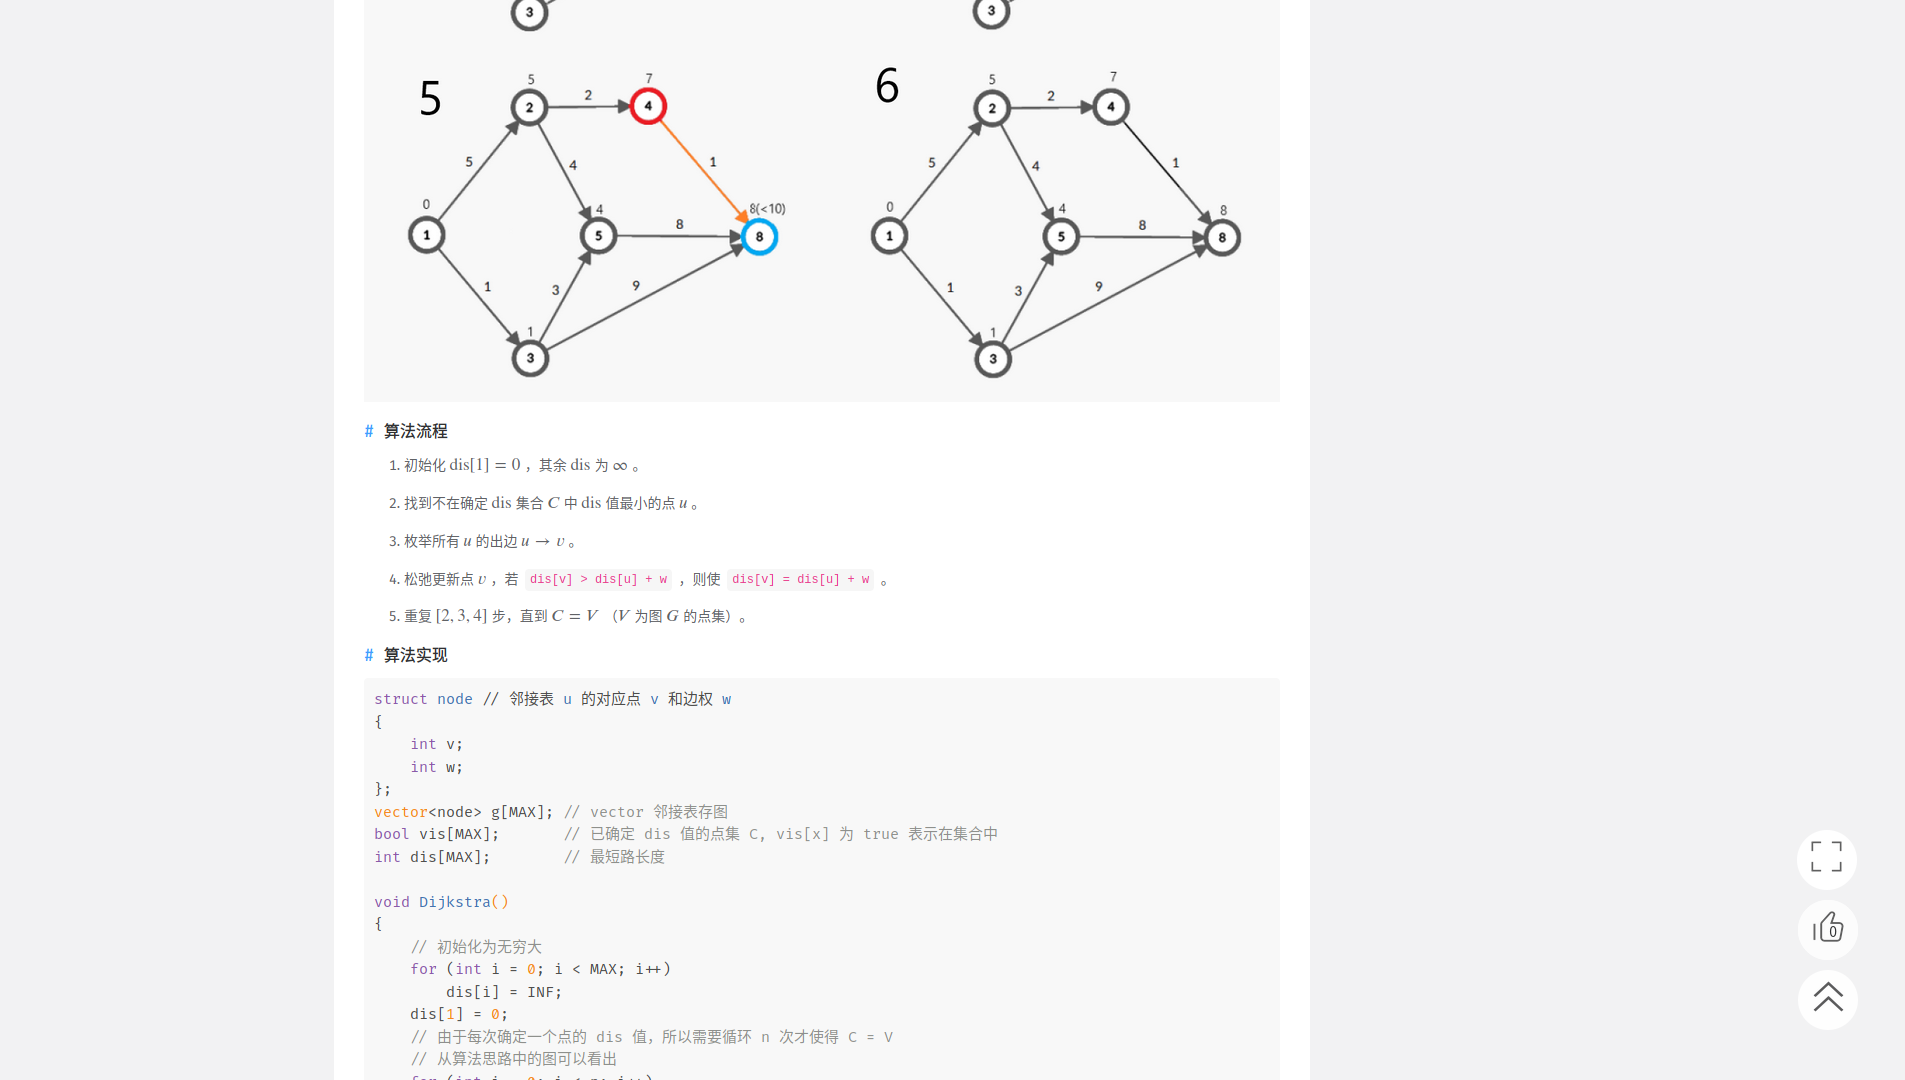 3
3
5
6
5
2
7
5
2
7
2
4
2
4
5
4
1
5
4
1
0
4
8
8(<10)
0
4
8
8
1
5
8
1
5
8
1
3
9
1
3
9
1
1
3
3
# 算法流程
1. 初始化 dis[1] = 0 ，其余 dis 为 ∞ 。
2. 找到不在确定 dis 集合 C 中 dis 值最小的点 u 。
3. 枚举所有 u 的出边 u → v 。
4. 松弛更新点 v ，若 dis[v] > dis[u] + w ，则使 dis[v] = dis[u] + w 。
5. 重复 [2, 3, 4] 步，直到 C = V （V 为图 G 的点集）。
# 算法实现
struct node // 邻接表 u 的对应点 v 和边权 w
{
    int v;
    int w;
};
vector<node> g[MAX]; // vector 邻接表存图
bool vis[MAX];       // 已确定 dis 值的点集 C, vis[x] 为 true 表示在集合中
int dis[MAX];        // 最短路长度
void Dijkstra()
{
    // 初始化为无穷大
    for (int i = 0; i < MAX; i++)
        dis[i] = INF;
    dis[1] = 0;
    // 由于每次确定一个点的 dis 值，所以需要循环 n 次才使得 C = V
    // 从算法思路中的图可以看出
0